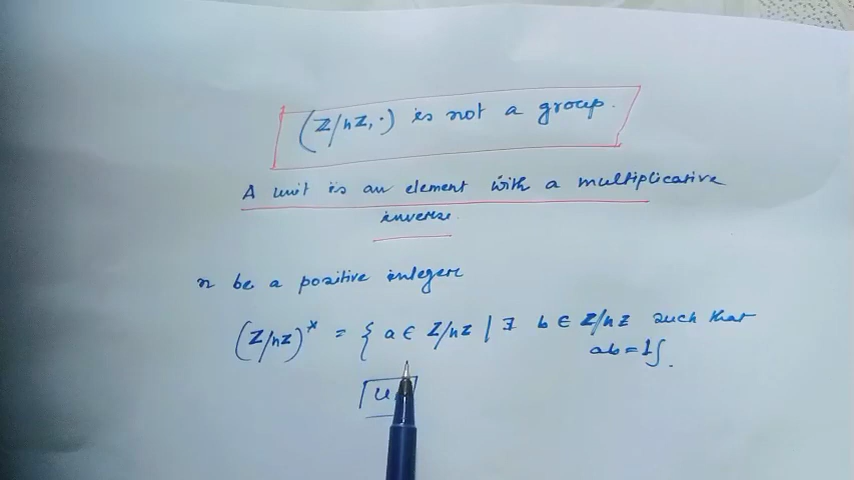 (Z/nZ, ·) is not a group.
A unit is an element with a multiplicative
inverse.
n be a positive integer
(Z/nZ)* = { a ∈ Z/nZ | ∃ b ∈ Z/nZ such that
ab = 1}.